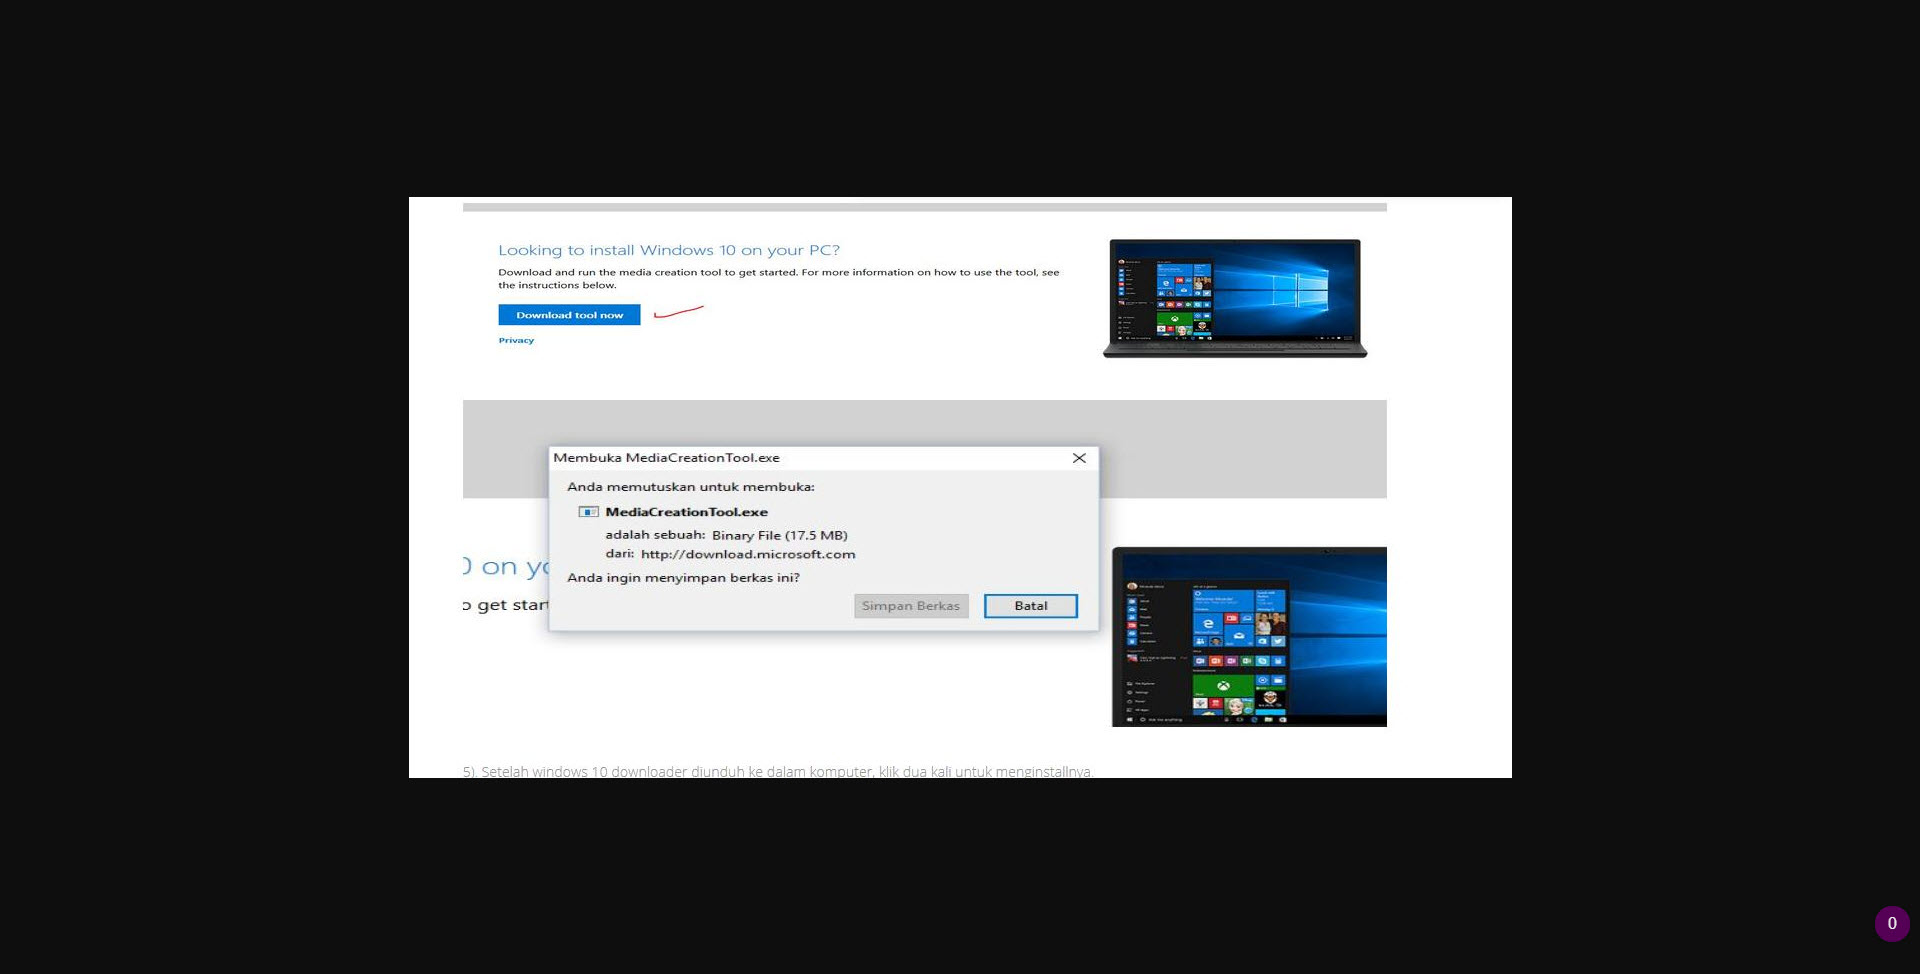 Looking to install Windows 10 on your PC?
Download and run the media creation tool to get started. For more information on how to use the tool, see
the instructions below.
Download tool now
Privacy
Membuka MediaCreationTool.exe
Anda memutuskan untuk membuka:
MediaCreationTool.exe
adalah sebuah: Binary File (17.5 MB)
dari: http://download.microsoft.com
Anda ingin menyimpan berkas ini?
Simpan Berkas
Batal
0 on yo
o get start
5). Setelah windows 10 downloader diunduh ke dalam komputer, klik dua kali untuk menginstallnya.
0